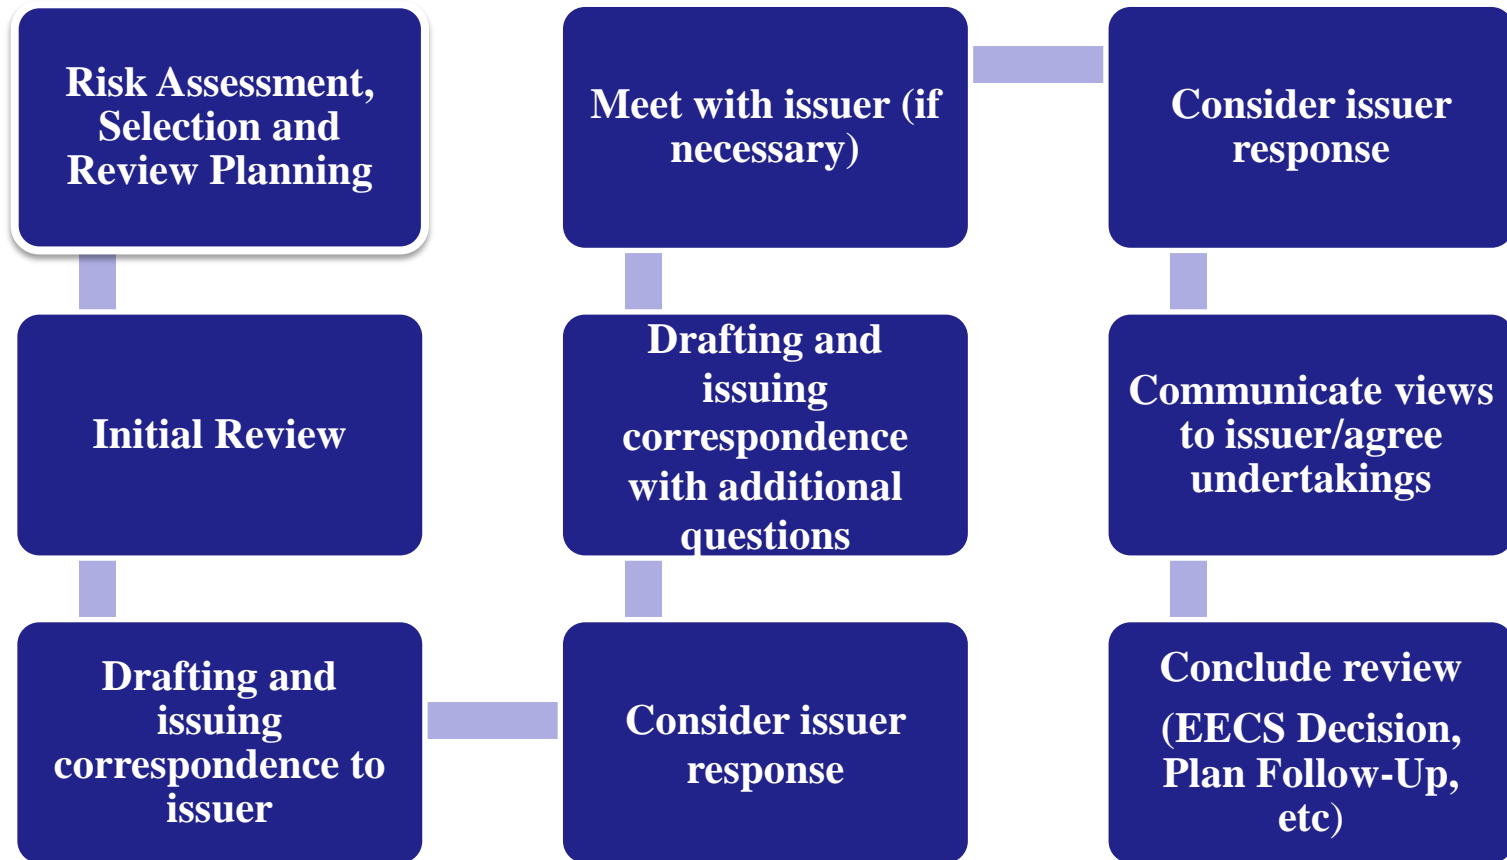 Risk Assessment,
Selection and
Review Planning
Initial Review
Drafting and
issuing
correspondence to
issuer
Consider issuer
response
Drafting and
issuing
correspondence
with additional
questions
Meet with issuer (if
necessary)
Consider issuer
response
Communicate views
to issuer/agree
undertakings
Conclude review
(EECS Decision,
Plan Follow-Up,
etc)